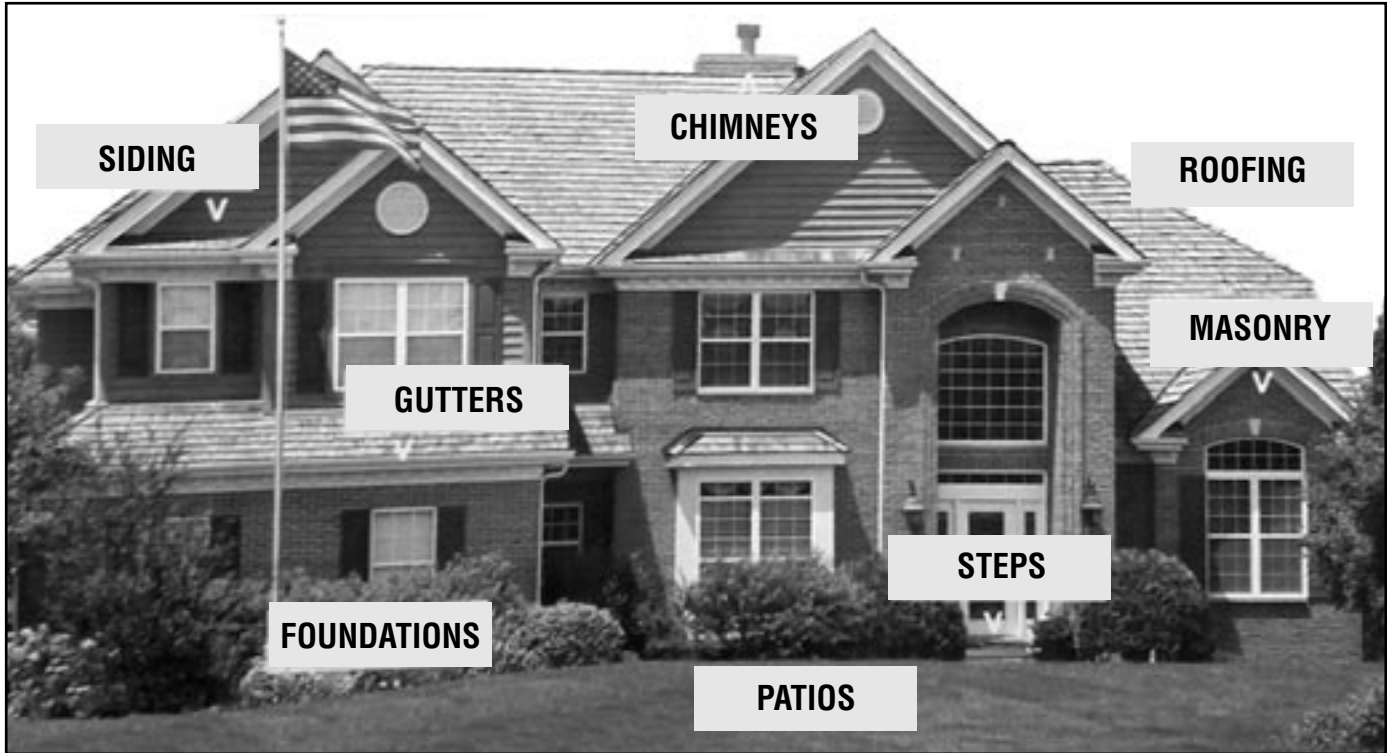 CHIMNEYS
SIDING
ROOFING
MASONRY
GUTTERS
STEPS
FOUNDATIONS
PATIOS